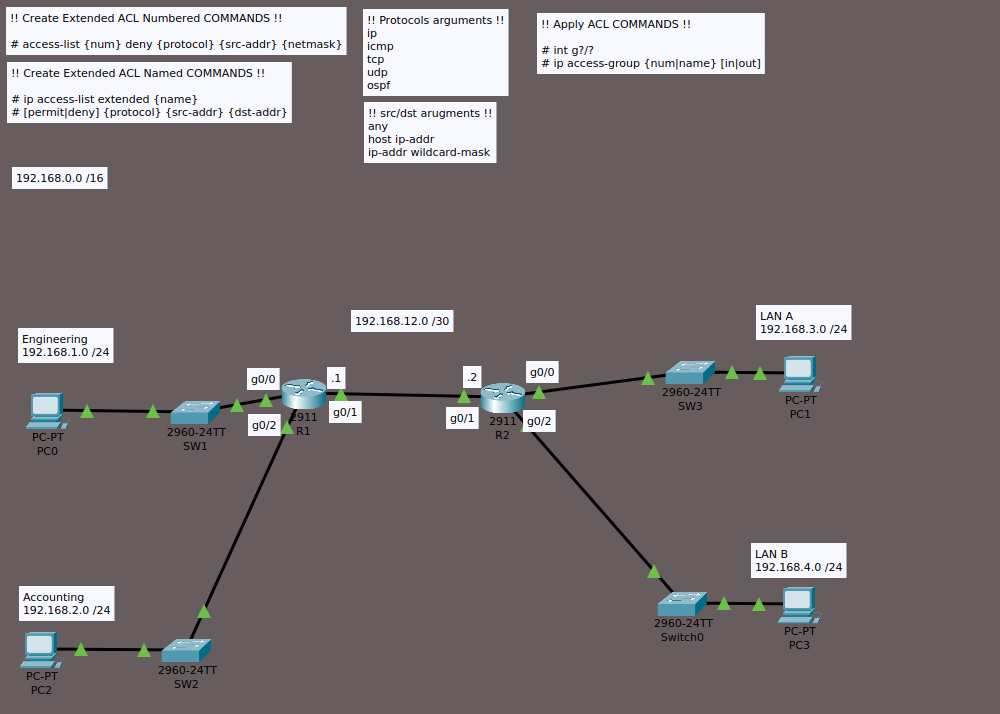 !! Create Extended ACL Numbered COMMANDS !!
# access-list {num} deny {protocol} {src-addr} {netmask}
!! Create Extended ACL Named COMMANDS !!
# ip access-list extended {name}
# [permit|deny] {protocol} {src-addr} {dst-addr}
!! Protocols arguments !!
ip
icmp
tcp
udp
ospf
!! src/dst arugments !!
any
host ip-addr
ip-addr wildcard-mask
!! Apply ACL COMMANDS !!
# int g?/?
# ip access-group {num|name} [in|out]
192.168.0.0 /16
192.168.12.0 /30
Engineering
192.168.1.0 /24
PC-PT
PC0
2960-24TT
SW1
g0/0
g0/2
2911
R1
.1
g0/1
.2
g0/1
2911
R2
g0/0
g0/2
2960-24TT
SW3
LAN A
192.168.3.0 /24
PC-PT
PC1
Accounting
192.168.2.0 /24
PC-PT
PC2
2960-24TT
SW2
2960-24TT
Switch0
LAN B
192.168.4.0 /24
PC-PT
PC3